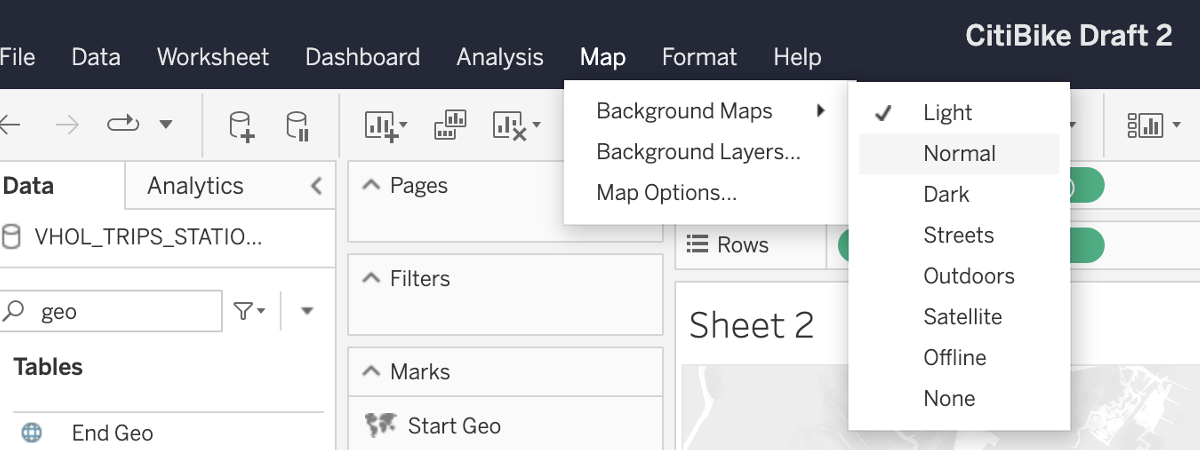 CitiBike Draft 2
File Data Worksheet Dashboard Analysis Map Format Help
Background Maps
Background Layers...
Map Options...
Light
Normal
Dark
Streets
Outdoors
Satellite
Offline
None
Data Analytics
VHOL_TRIPS_STATIO...
geo
Tables
End Geo
Pages
Filters
Marks
Start Geo
Rows
Sheet 2